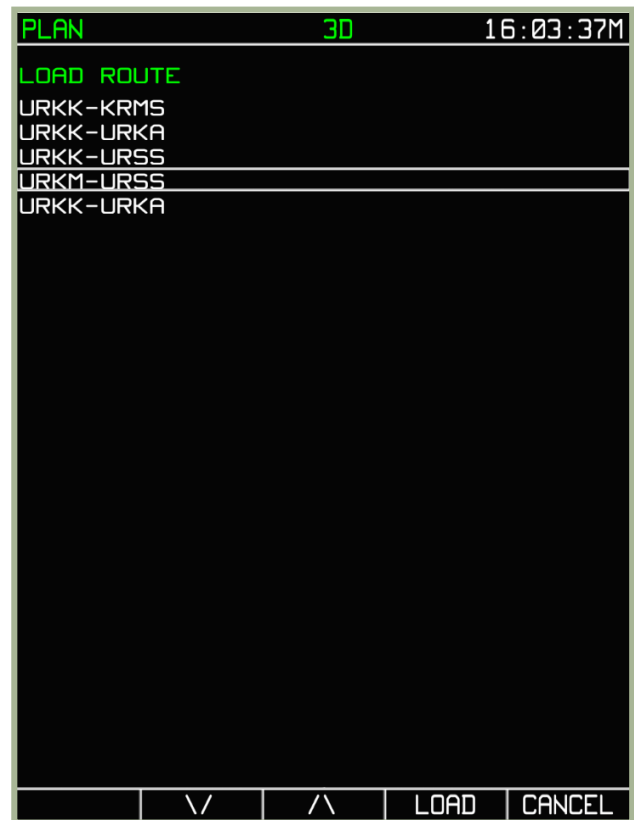 PLAN 3D 16:03:37M
LOAD ROUTE
URKK-KRMS
URKK-URKA
URKK-URSS
URKM-URSS
URKK-URKA
\/ /\ LOAD CANCEL